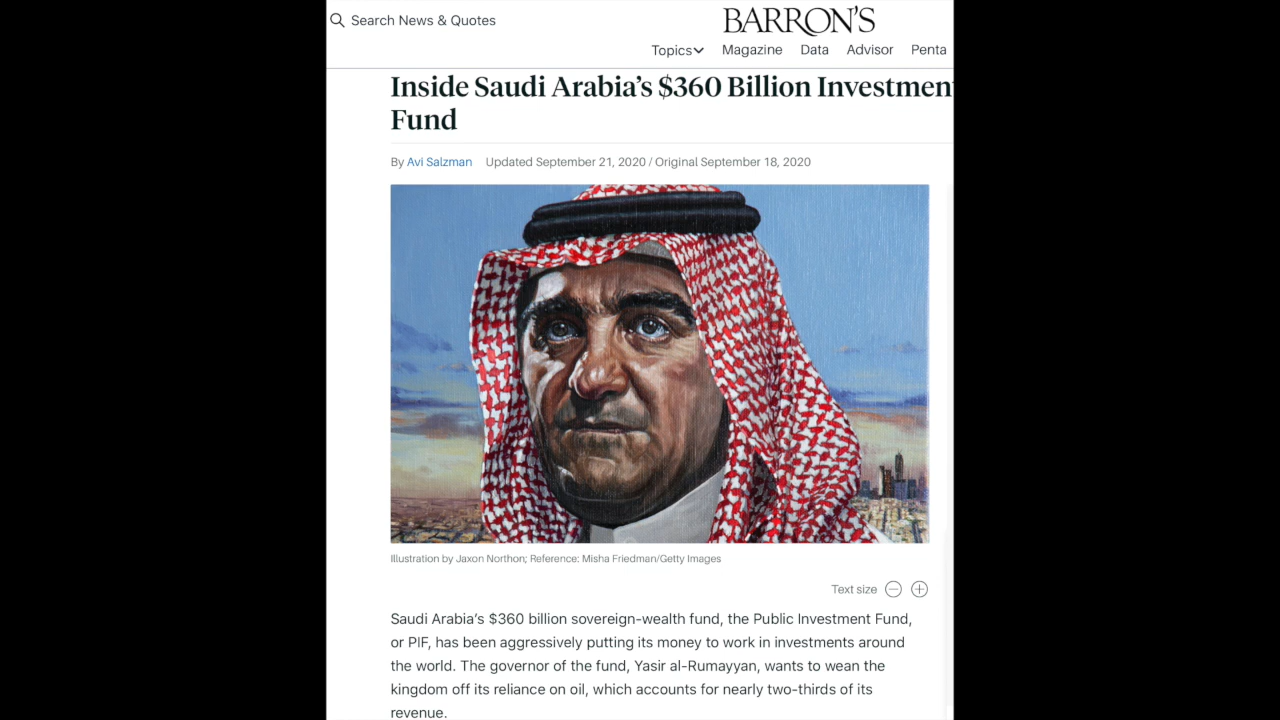 Search News & Quotes
BARRON'S
Topics Magazine Data Advisor Penta
Inside Saudi Arabia’s $360 Billion Investmen
Fund
By Avi Salzman Updated September 21, 2020 / Original September 18, 2020
Illustration by Jaxon Northon; Reference: Misha Friedman/Getty Images
Text size
Saudi Arabia’s $360 billion sovereign-wealth fund, the Public Investment Fund,
or PIF, has been aggressively putting its money to work in investments around
the world. The governor of the fund, Yasir al-Rumayyan, wants to wean the
kingdom off its reliance on oil, which accounts for nearly two-thirds of its
revenue.